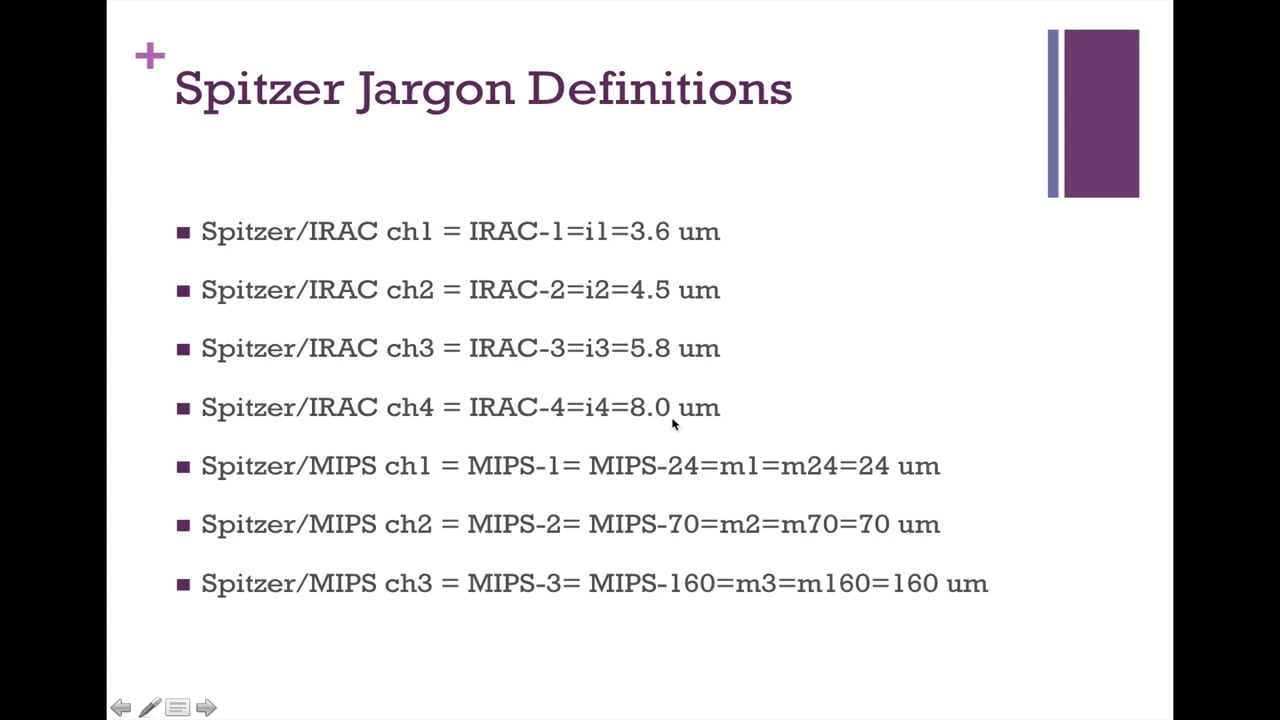 +
Spitzer Jargon Definitions
Spitzer/IRAC ch1 = IRAC-1=i1=3.6 um
Spitzer/IRAC ch2 = IRAC-2=i2=4.5 um
Spitzer/IRAC ch3 = IRAC-3=i3=5.8 um
Spitzer/IRAC ch4 = IRAC-4=i4=8.0 um
Spitzer/MIPS ch1 = MIPS-1= MIPS-24=m1=m24=24 um
Spitzer/MIPS ch2 = MIPS-2= MIPS-70=m2=m70=70 um
Spitzer/MIPS ch3 = MIPS-3= MIPS-160=m3=m160=160 um